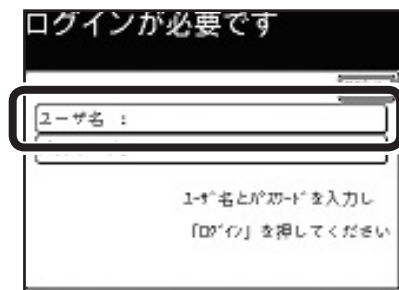 ログインが必要です
ユーザ名 :
ﾕｰｻﾞ名とﾊﾟｽﾜｰﾄﾞを入力し
「ﾛｸﾞｲﾝ」を押してください